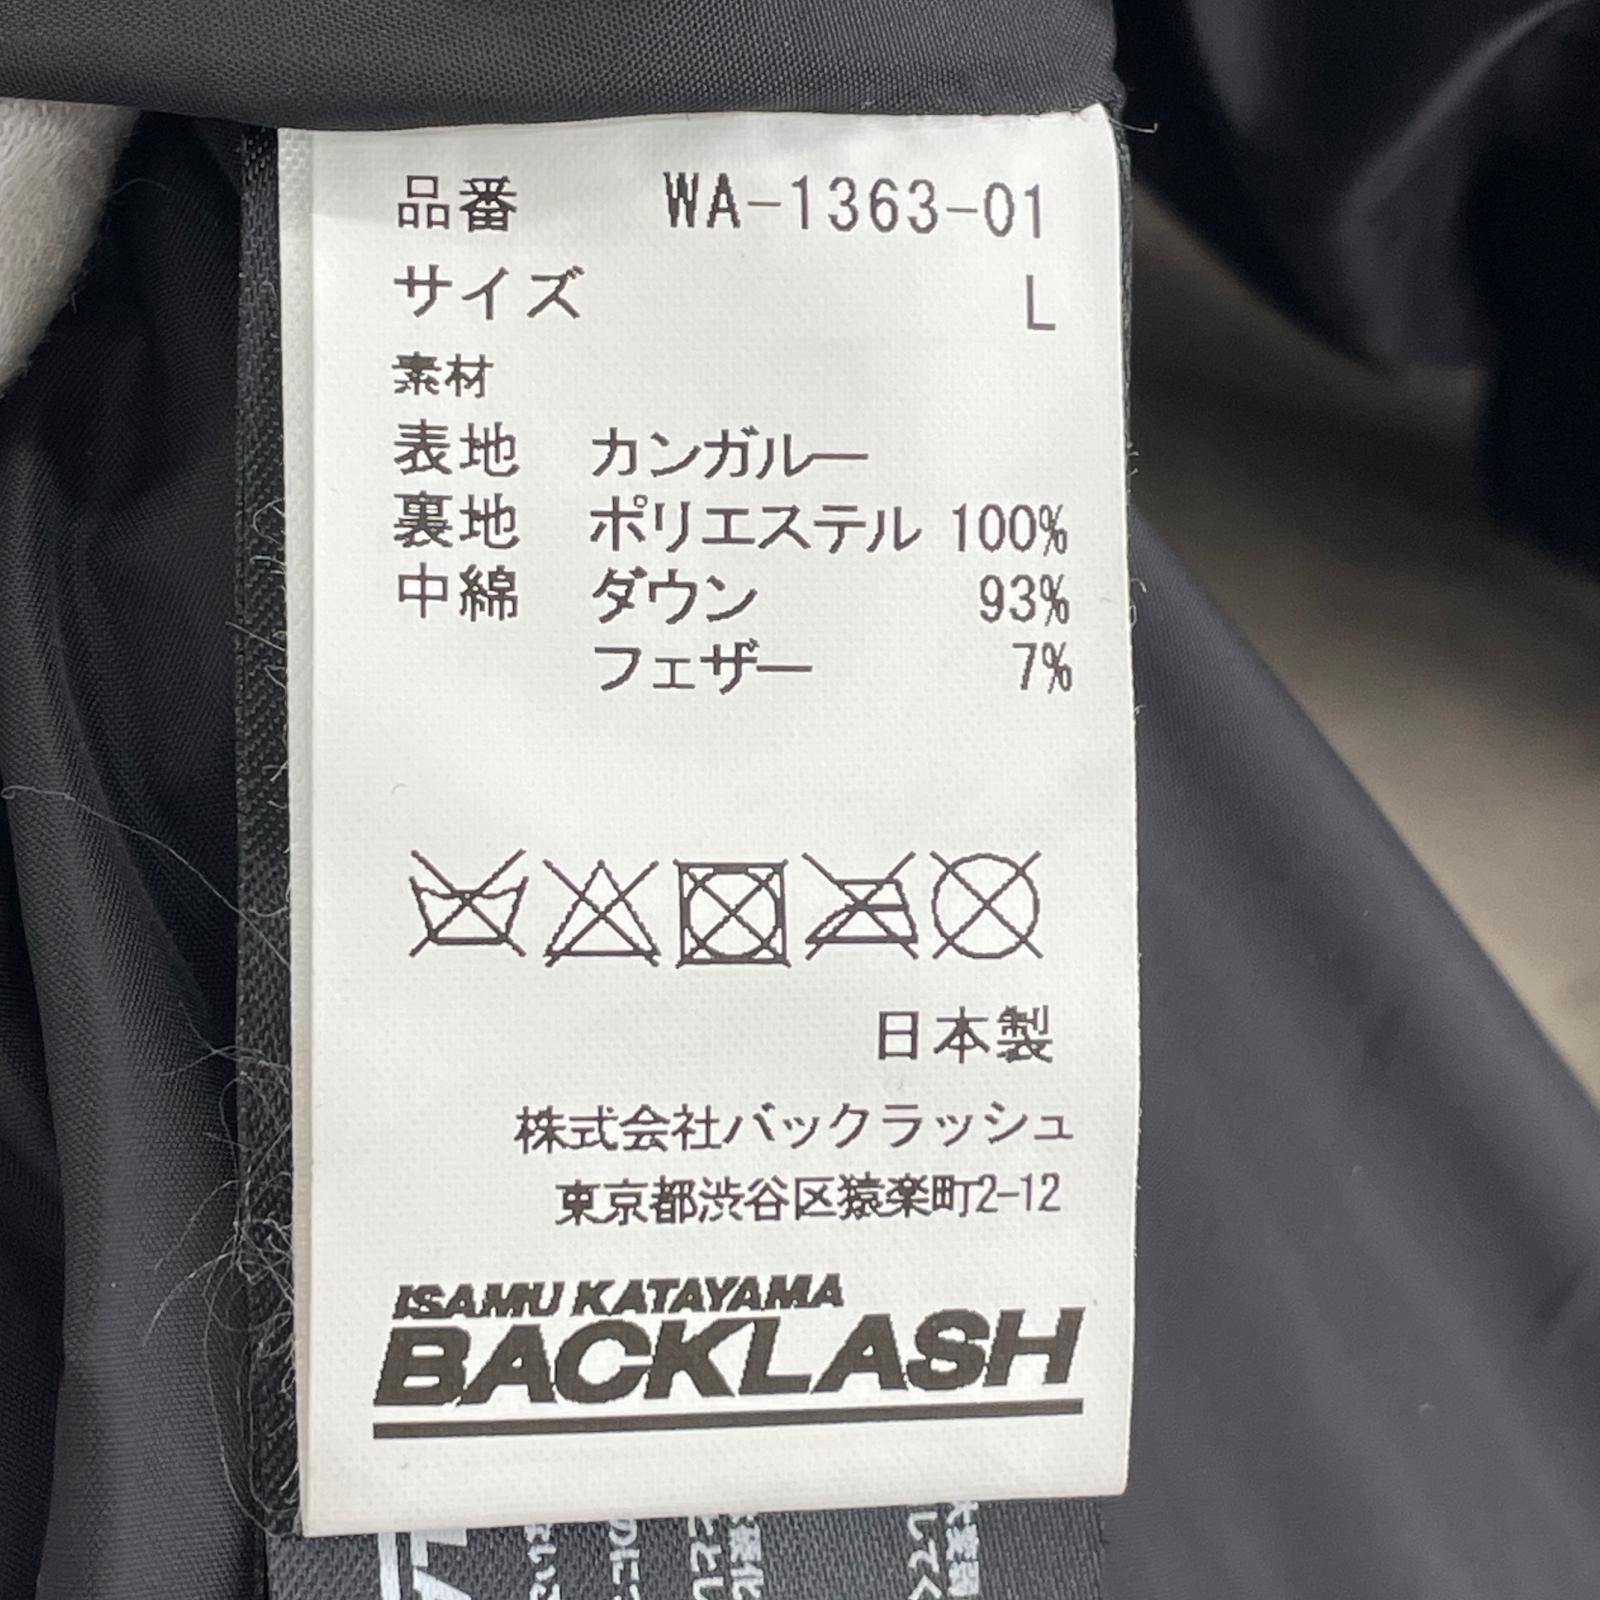 品番 WA-1363-01
サイズ L
素材
表地 カンガルー
裏地 ポリエステル 100%
中綿 ダウン 93%
フェザー 7%
日本製
株式会社バックラッシュ
東京都渋谷区猿楽町2-12
ISAMU KATAYAMA
BACKLASH